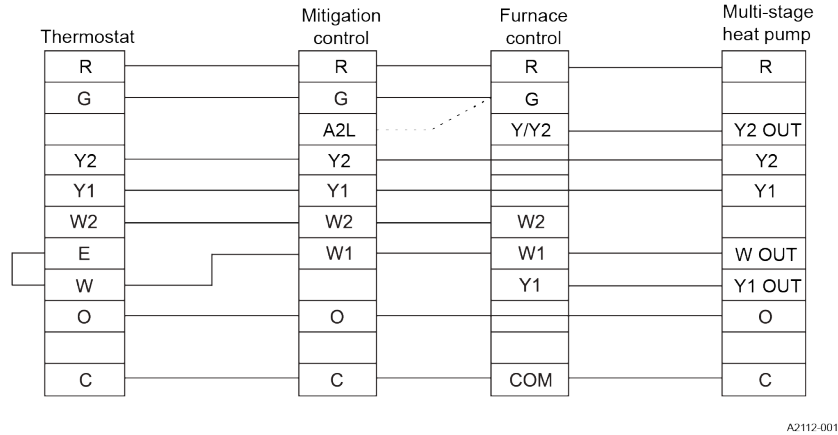 Thermostat
Mitigation
control
Furnace
control
Multi-stage
heat pump
R R R R
G G G
A2L Y/Y2 Y2 OUT
Y2 Y2 Y2
Y1 Y1 Y1
W2 W2 W2
E W1 W1 W OUT
W Y1 Y1 OUT
O O O
C C COM C
A2112-001